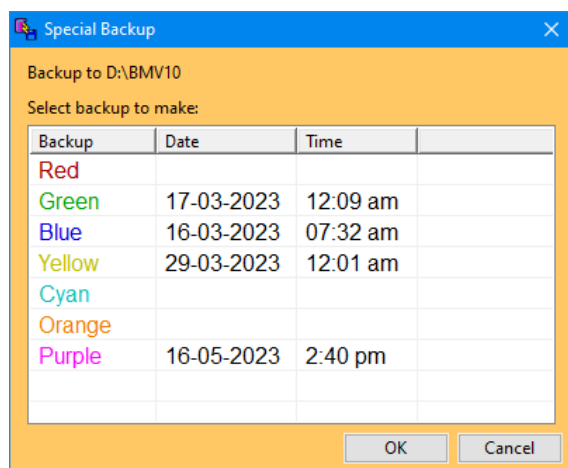 Special Backup
Backup to D:\BMV10
Select backup to make:
Backup Date Time
Red
Green 17-03-2023 12:09 am
Blue 16-03-2023 07:32 am
Yellow 29-03-2023 12:01 am
Cyan
Orange
Purple 16-05-2023 2:40 pm
OK Cancel